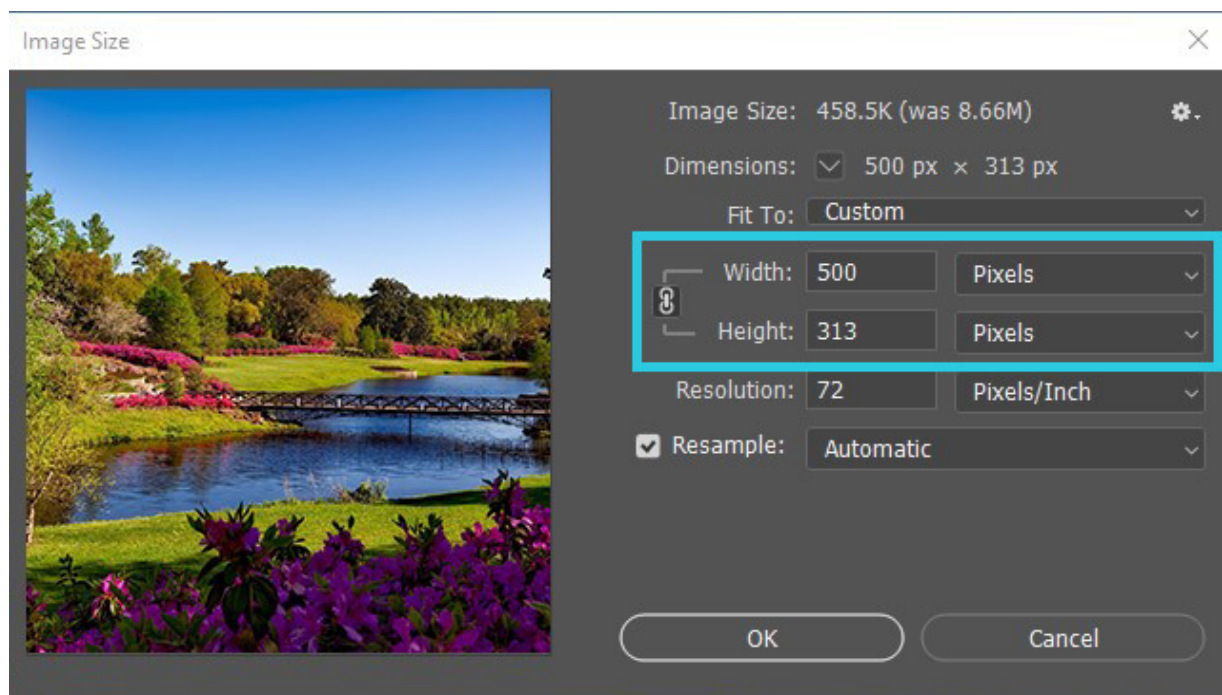 Image Size
Image Size: 458.5K (was 8.66M)
Dimensions: 500 px × 313 px
Fit To: Custom
Width: 500 Pixels
Height: 313 Pixels
Resolution: 72 Pixels/Inch
Resample: Automatic
OK Cancel